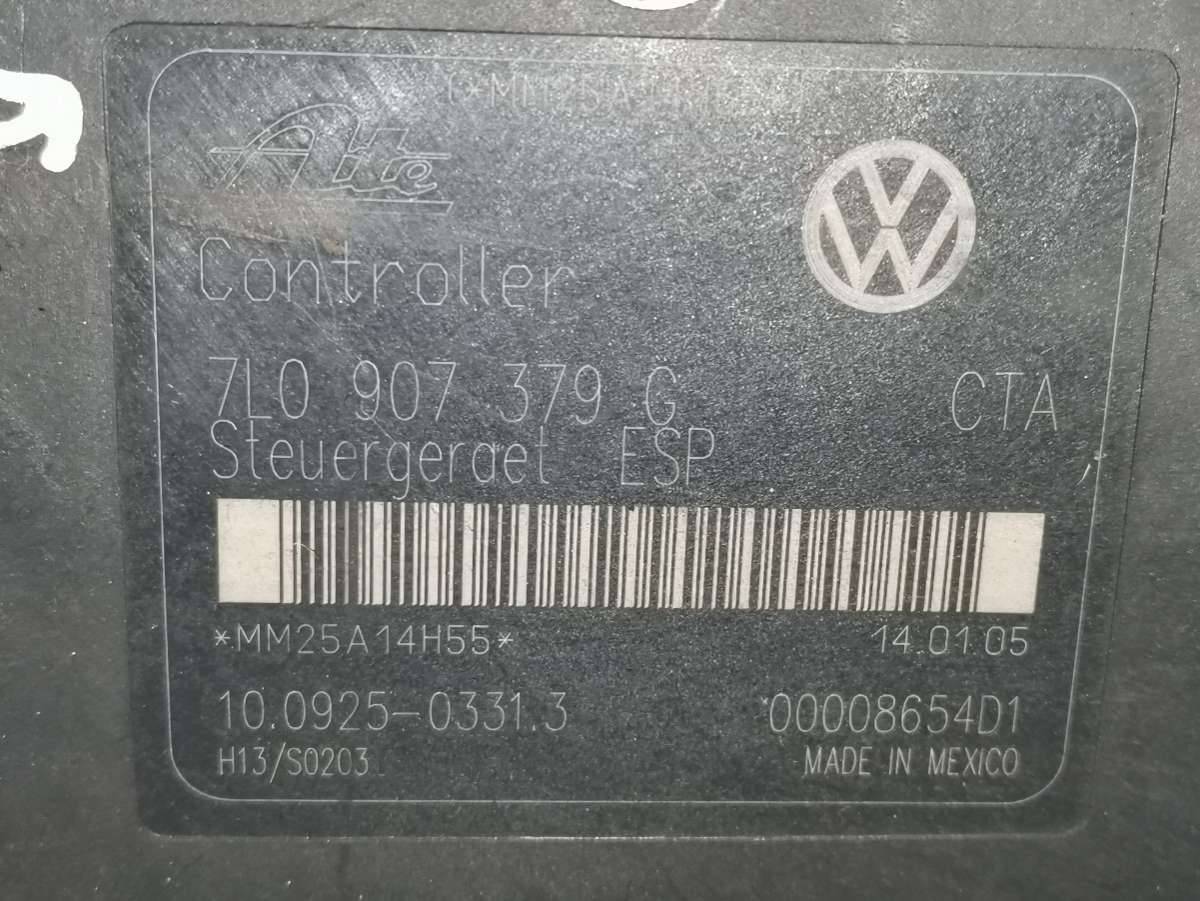 Ate
Controller
7L0 907 379 G CTA
Steuergeraet ESP
*MM25A14H55* 14.01.05
10.0925-0331.3 00008654D1
H13/S0203 MADE IN MEXICO